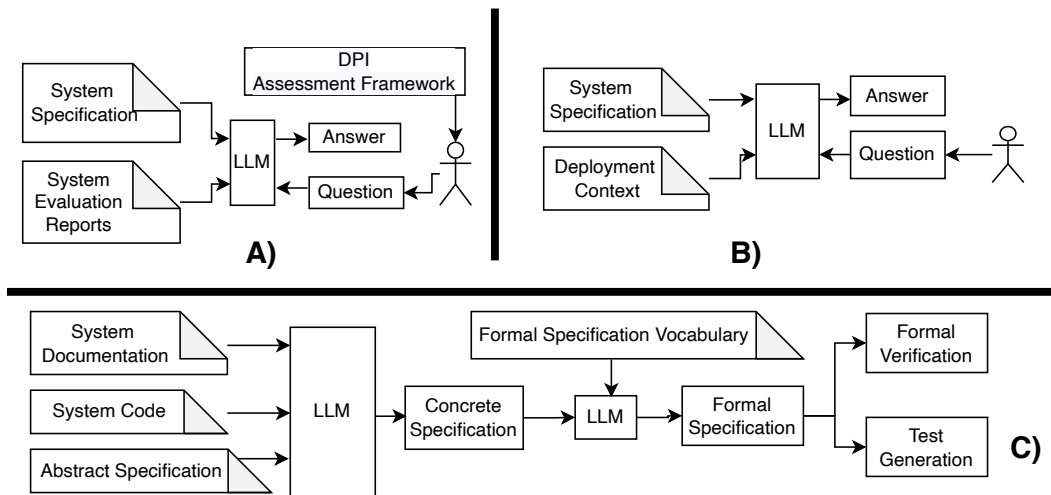 System
Specification
System
Evaluation
Reports
LLM
DPI
Assessment Framework
Answer
Question
A)
System
Specification
Deployment
Context
LLM
Answer
Question
B)
System
Documentation
System Code
Abstract Specification
LLM
Concrete
Specification
Formal Specification Vocabulary
LLM
Formal
Specification
Formal
Verification
Test
Generation
C)